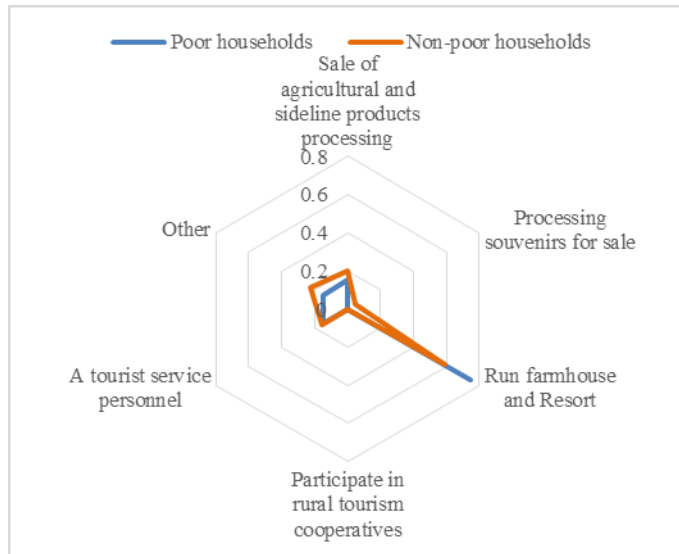 Poor households
Non-poor households
Sale of
agricultural and
sideline products
processing
0.8
0.6
0.4
0.2
0
Processing
souvenirs for sale
Run farmhouse
and Resort
Participate in
rural tourism
cooperatives
A tourist service
personnel
Other